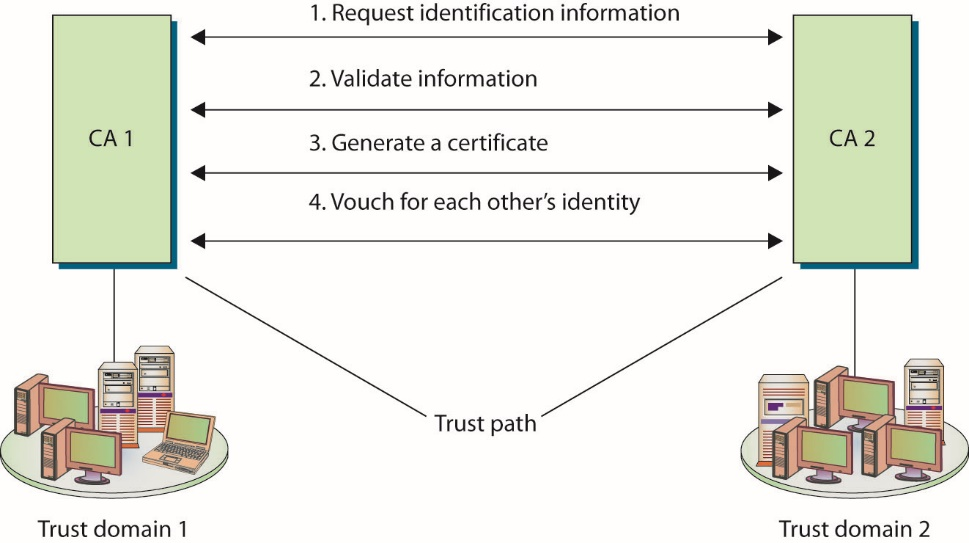 1. Request identification information
2. Validate information
CA 1
CA 2
3. Generate a certificate
4. Vouch for each other’s identity
Trust path
Trust domain 1
Trust domain 2